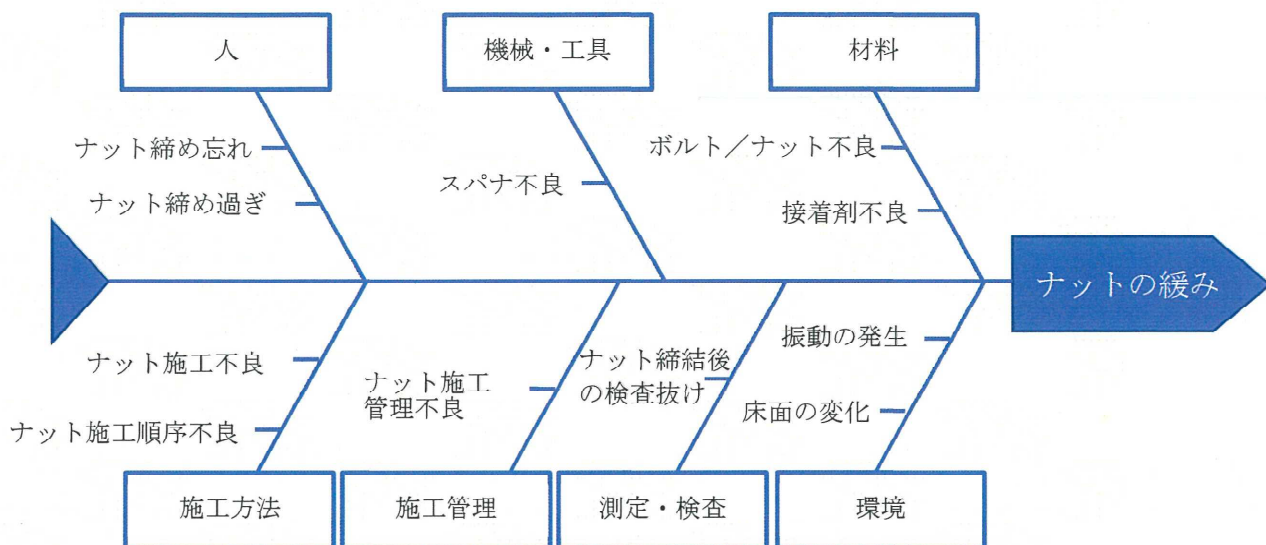 人
機械・工具
材料
ナット締め忘れ
ナット締め過ぎ
スパナ不良
ボルト／ナット不良
接着剤不良
ナットの緩み
ナット施工不良
ナット施工順序不良
ナット施工
管理不良
ナット締結後
の検査抜け
振動の発生
床面の変化
施工方法
施工管理
測定・検査
環境